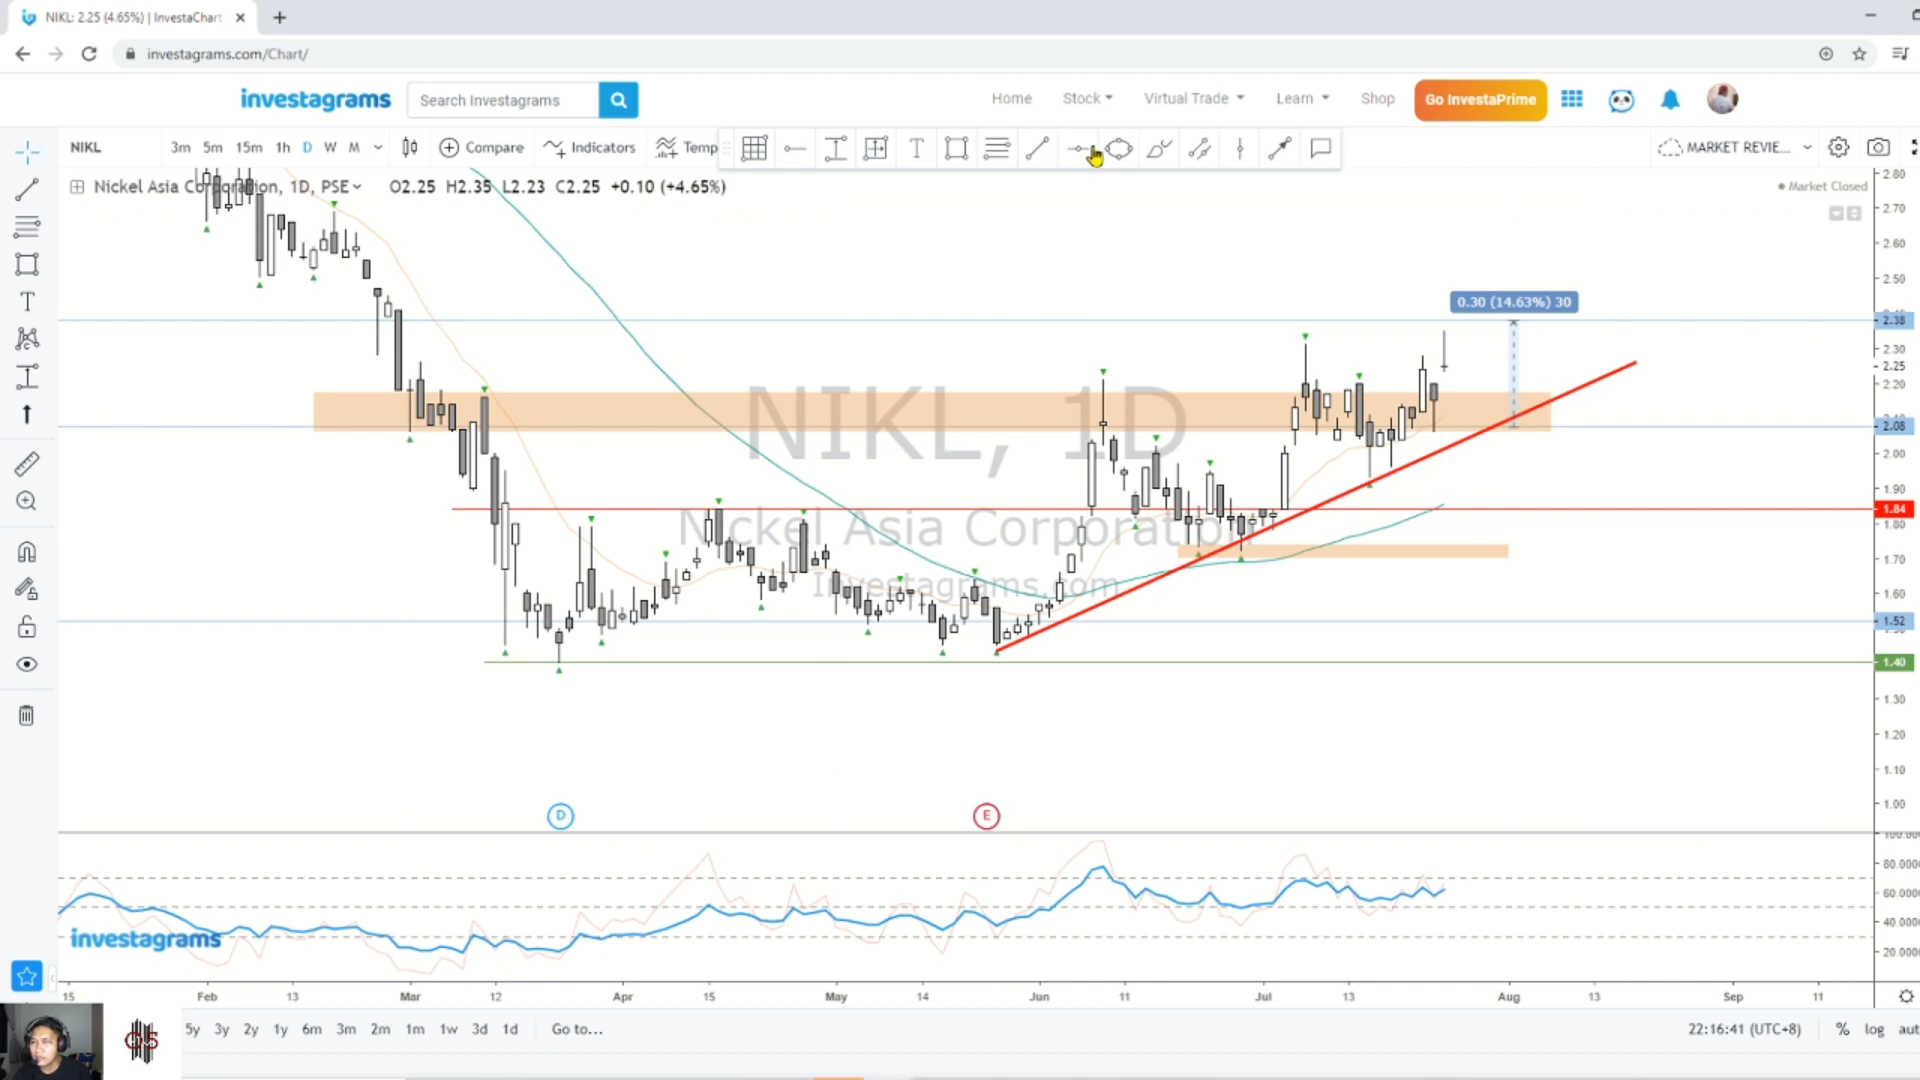 NIKL: 2.25 (4.65%) | InvestaChart
investagrams.com/Chart/
investagrams
Search Investagrams
Home
Stock
Virtual Trade
Learn
Shop
Go InvestaPrime
NIKL
3m 5m 15m 1h D W M
Compare
Indicators
Temp
T
MARKET REVIE...
Nickel Asia Corporation, 1D, PSE
O2.25 H2.35 L2.23 C2.25 +0.10 (+4.65%)
Market Closed
2.80
2.70
2.60
2.50
0.30 (14.63%) 30
2.38
2.30
2.25
2.20
2.08
2.00
1.90
1.84
1.80
1.70
1.60
1.52
1.40
1.30
1.20
1.10
1.00
NIKL, 1D
Nickel Asia Corporation
Investagrams.com
D
E
80.0000
60.0000
40.0000
20.0000
investagrams
15 Feb 13 Mar 12 Apr 15 May 14 Jun 11 Jul 13 Aug 13 Sep 11
5y 3y 2y 1y 6m 3m 2m 1m 1w 3d 1d
Go to...
22:16:41 (UTC+8)
% log